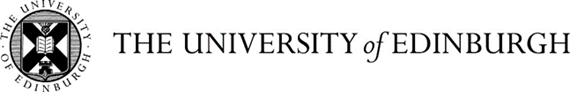 THE UNIVERSITY
OF EDINBURGH
THE UNIVERSITY of EDINBURGH